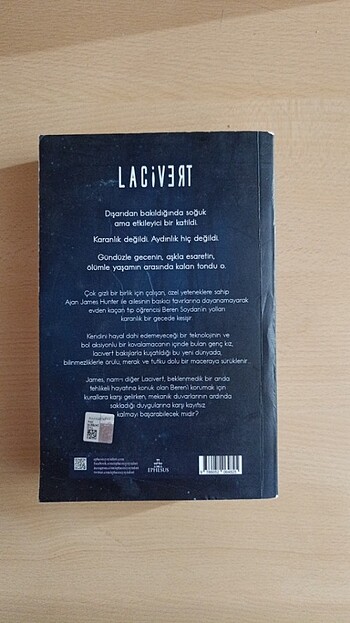 LACİVERT
Dışarıdan bakıldığında soğuk
ama etkileyici bir katildi.
Karanlık değildi. Aydınlık hiç değildi.
Gündüzle gecenin, aşkla esaretin,
ölümle yaşamın arasında kalan tondu o.
Çok gizli bir birlik için çalışan, özel yeteneklere sahip
Ajan James Hunter ile ailesinin baskıcı tavırlarına dayanamayarak
evden kaçan tıp öğrencisi Beren Soydan'ın yolları
karanlık bir gecede kesişir.
Kendini hayal dahi edemeyeceği bir teknolojinin ve
bol aksiyonlu bir kovalamacanın içinde bulan genç kız,
lacivert bakışlarla kuşatıldığı bu yeni dünyada,
bilinmezliklerle örülü, merak ve tutku dolu bir maceraya sürüklenir...
James, nam-ı diğer Lacivert, beklenmedik bir anda
tehlikeli hayatına konuk olan Beren'i korumak için
kurallara karşı gelirken, mekanik duvarlarının ardında
sakladığı duygularına karşı kayıtsız
kalmayı başarabilecek midir?
EPHESUS